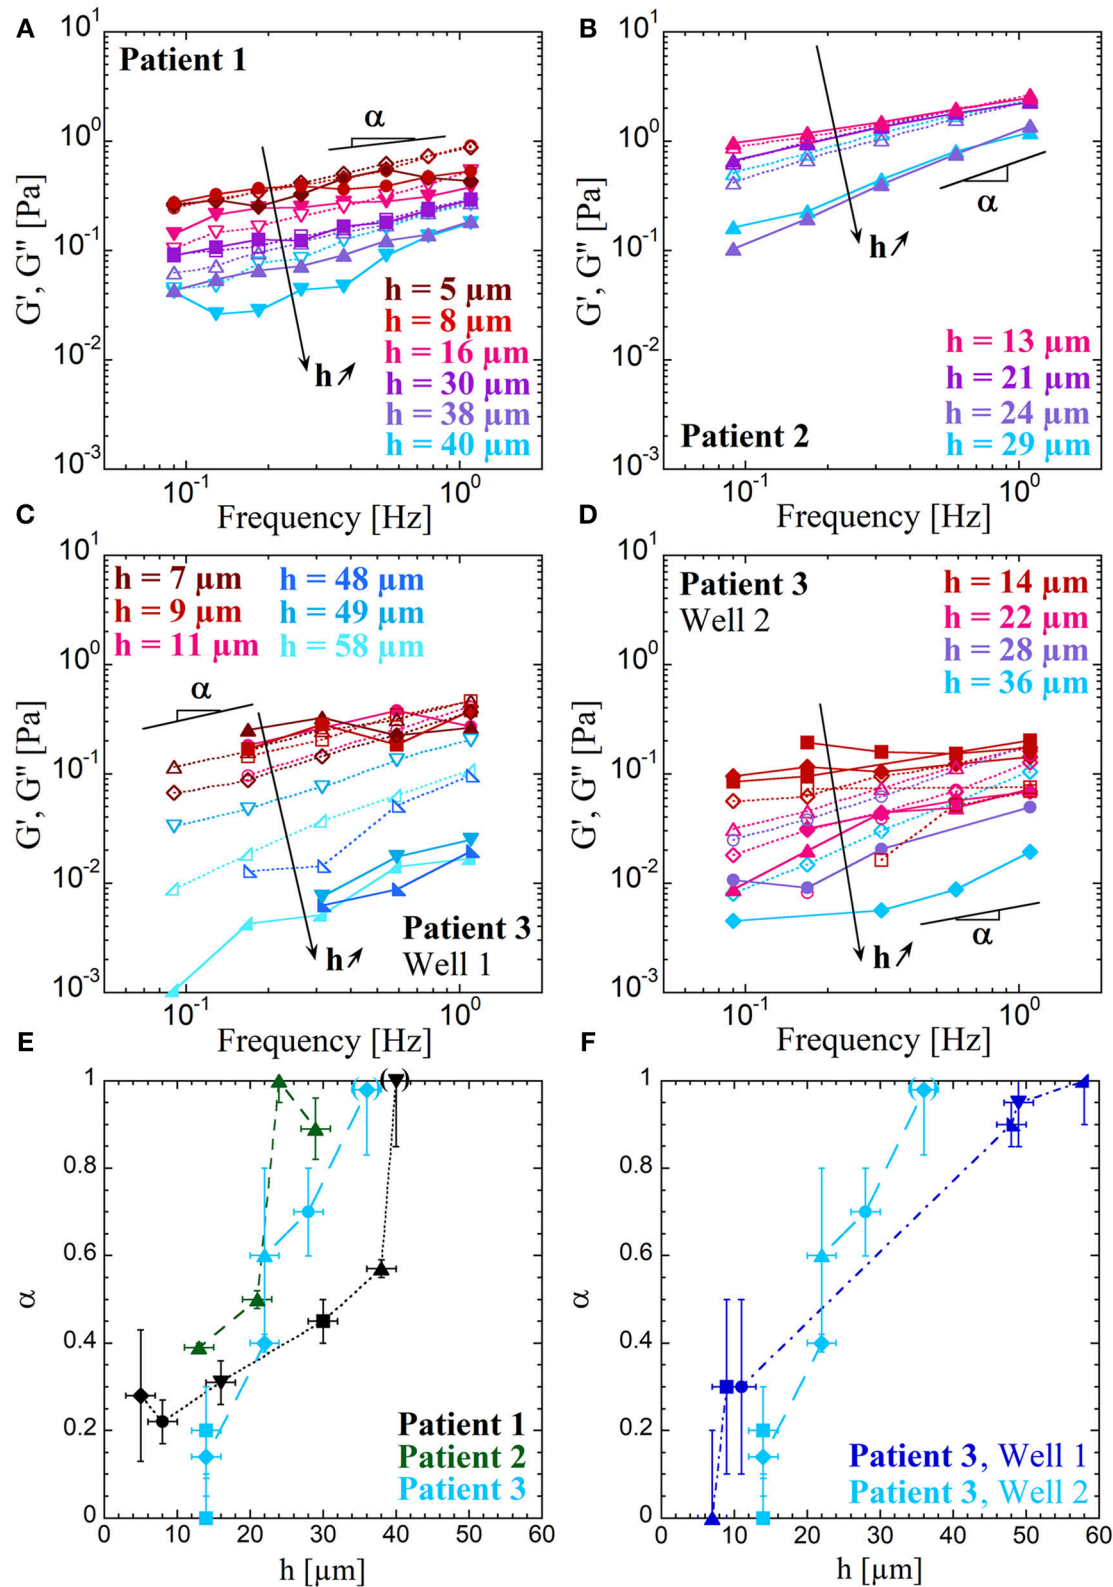 A
B
Patient 1
10¹
10⁰
10⁻¹
10⁻²
10⁻³
G', G" [Pa]
α
h
h = 5 µm
h = 8 µm
h = 16 µm
h = 30 µm
h = 38 µm
h = 40 µm
10⁻¹
10⁰
Frequency [Hz]
10¹
10⁰
10⁻¹
10⁻²
10⁻³
G', G" [Pa]
α
h
h = 13 µm
h = 21 µm
h = 24 µm
h = 29 µm
Patient 2
10⁻¹
10⁰
Frequency [Hz]
C
D
10¹
10⁰
10⁻¹
10⁻²
10⁻³
G', G" [Pa]
h = 7 µm
h = 9 µm
h = 11 µm
h = 48 µm
h = 49 µm
h = 58 µm
α
h
Patient 3
Well 1
10⁻¹
10⁰
Frequency [Hz]
10¹
10⁰
10⁻¹
10⁻²
10⁻³
G', G" [Pa]
Patient 3
Well 2
h = 14 µm
h = 22 µm
h = 28 µm
h = 36 µm
h
α
10⁻¹
10⁰
Frequency [Hz]
E
F
1
0.8
0.6
0.4
0.2
0
α
Patient 1
Patient 2
Patient 3
0 10 20 30 40 50 60
h [µm]
1
0.8
0.6
0.4
0.2
0
α
Patient 3, Well 1
Patient 3, Well 2
0 10 20 30 40 50 60
h [µm]